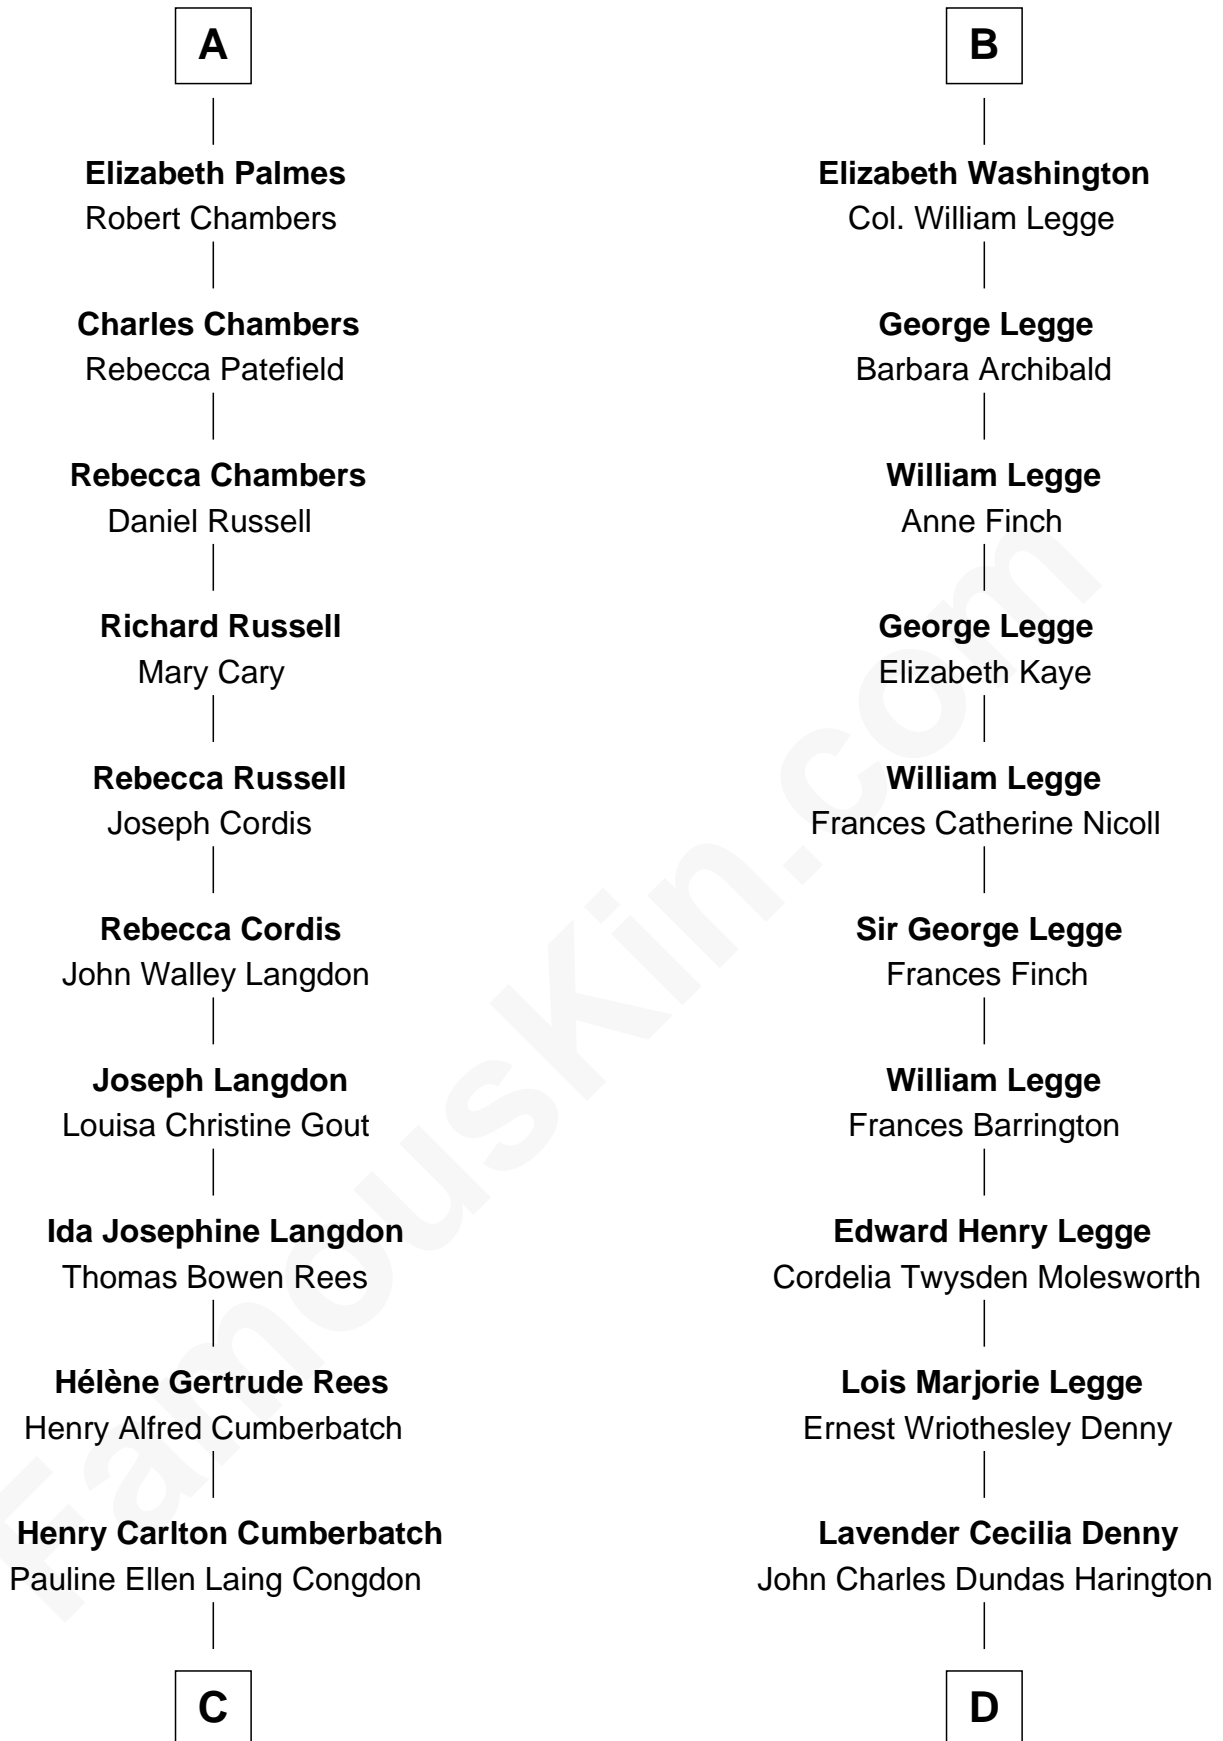 A
Elizabeth Palmes
Robert Chambers
Charles Chambers
Rebecca Patefield
Rebecca Chambers
Daniel Russell
Richard Russell
Mary Cary
Rebecca Russell
Joseph Cordis
Rebecca Cordis
John Walley Langdon
Joseph Langdon
Louisa Christine Gout
Ida Josephine Langdon
Thomas Bowen Rees
Hélène Gertrude Rees
Henry Alfred Cumberbatch
Henry Carlton Cumberbatch
Pauline Ellen Laing Congdon
C
B
Elizabeth Washington
Col. William Legge
George Legge
Barbara Archibald
William Legge
Anne Finch
George Legge
Elizabeth Kaye
William Legge
Frances Catherine Nicoll
Sir George Legge
Frances Finch
William Legge
Frances Barrington
Edward Henry Legge
Cordelia Twysden Molesworth
Lois Marjorie Legge
Ernest Wriothesley Denny
Lavender Cecilia Denny
John Charles Dundas Harington
D
FamousKin.com